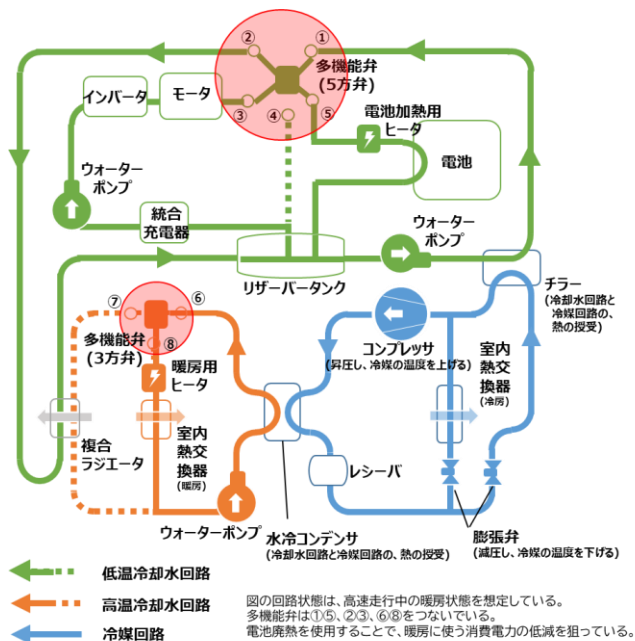 ②
①
多機能弁
(5方弁)
インバータ
モータ
③
④
⑤
電池加熱用
ヒータ
電池
ウォーター
ポンプ
統合
充電器
ウォーター
ポンプ
リザーバータンク
チラー
(冷却水回路と
冷媒回路の、
熱の授受)
⑦
⑥
多機能弁
(3方弁)
⑧
暖房用
ヒータ
コンプレッサ
(昇圧し、冷媒の温度を上げる)
室内
熱交
換器
(冷房)
複合
ラジエータ
室内
熱交
換器
(暖房)
レシーバ
ウォーターポンプ
水冷コンデンサ
(冷却水回路と冷媒回路の、熱の授受)
膨張弁
(減圧し、冷媒の温度を下げる)
低温冷却水回路
高温冷却水回路
冷媒回路
図の回路状態は、高速走行中の暖房状態を想定している。
多機能弁は①⑤、②③、⑥⑧をつないでいる。
電池廃熱を使用することで、暖房に使う消費電力の低減を狙っている。